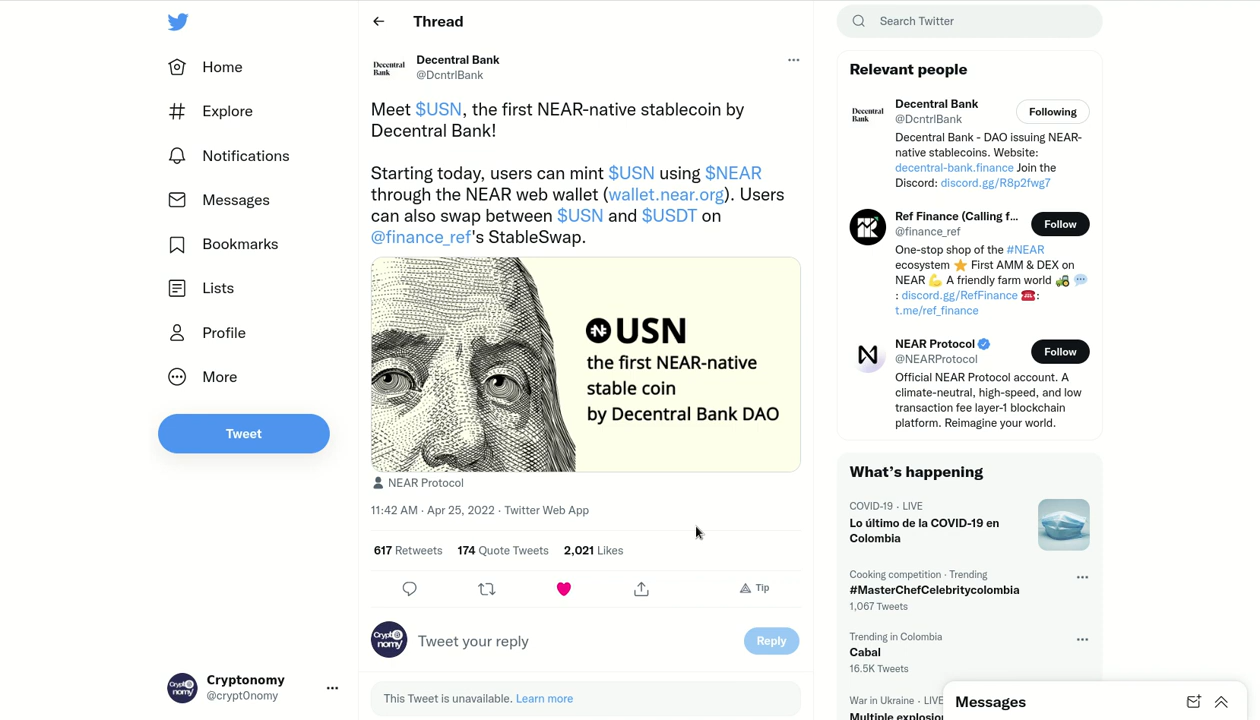 Home
Explore
Notifications
Messages
Bookmarks
Lists
Profile
More
Tweet
Cryptonomy
@crypt0nomy
Thread
Decentral Bank
Decentral Bank
@DcntrlBank
Meet $USN, the first NEAR-native stablecoin by
Decentral Bank!
Starting today, users can mint $USN using $NEAR
through the NEAR web wallet (wallet.near.org). Users
can also swap between $USN and $USDT on
@finance_ref's StableSwap.
USN
the first NEAR-native
stable coin
by Decentral Bank DAO
NEAR Protocol
11:42 AM · Apr 25, 2022 · Twitter Web App
617 Retweets 174 Quote Tweets 2,021 Likes
Tip
Crypt@
nomy
Tweet your reply
Reply
This Tweet is unavailable. Learn more
Search Twitter
Relevant people
Decentral Bank
Decentral Bank
@DcntrlBank
Following
Decentral Bank - DAO issuing NEAR-
native stablecoins. Website:
decentral-bank.finance Join the
Discord: discord.gg/R8p2fwg7
Ref Finance (Calling f...
@finance_ref
Follow
One-stop shop of the #NEAR
ecosystem ⭐ First AMM & DEX on
NEAR 💪 A friendly farm world 🚜 💬
: discord.gg/RefFinance ☎️:
t.me/ref_finance
NEAR Protocol
@NEARProtocol
Follow
Official NEAR Protocol account. A
climate-neutral, high-speed, and low
transaction fee layer-1 blockchain
platform. Reimagine your world.
What's happening
COVID-19 · LIVE
Lo último de la COVID-19 en
Colombia
Cooking competition · Trending
#MasterChefCelebritycolombia
1,067 Tweets
Trending in Colombia
Cabal
16.5K Tweets
War in Ukraine · LIVE
Multiple explosio
Messages